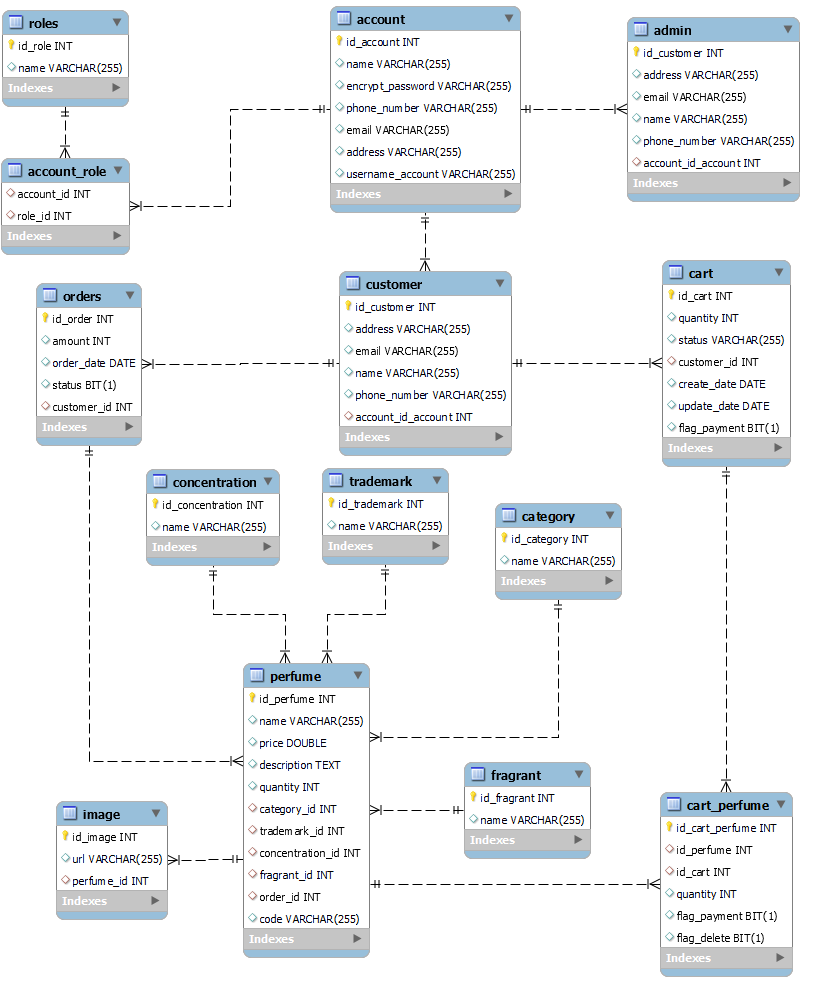 roles
id_role INT
name VARCHAR(255)
Indexes
account
id_account INT
name VARCHAR(255)
encrypt_password VARCHAR(255)
phone_number VARCHAR(255)
email VARCHAR(255)
address VARCHAR(255)
username_account VARCHAR(255)
Indexes
admin
id_customer INT
address VARCHAR(255)
email VARCHAR(255)
name VARCHAR(255)
phone_number VARCHAR(255)
account_id_account INT
Indexes
account_role
account_id INT
role_id INT
Indexes
orders
id_order INT
amount INT
order_date DATE
status BIT(1)
customer_id INT
Indexes
customer
id_customer INT
address VARCHAR(255)
email VARCHAR(255)
name VARCHAR(255)
phone_number VARCHAR(255)
account_id_account INT
Indexes
cart
id_cart INT
quantity INT
status VARCHAR(255)
customer_id INT
create_date DATE
update_date DATE
flag_payment BIT(1)
Indexes
concentration
id_concentration INT
name VARCHAR(255)
Indexes
trademark
id_trademark INT
name VARCHAR(255)
Indexes
category
id_category INT
name VARCHAR(255)
Indexes
perfume
id_perfume INT
name VARCHAR(255)
price DOUBLE
description TEXT
quantity INT
category_id INT
trademark_id INT
concentration_id INT
fragrant_id INT
order_id INT
code VARCHAR(255)
Indexes
fragrant
id_fragrant INT
name VARCHAR(255)
Indexes
image
id_image INT
url VARCHAR(255)
perfume_id INT
Indexes
cart_perfume
id_cart_perfume INT
id_perfume INT
id_cart INT
quantity INT
flag_payment BIT(1)
flag_delete BIT(1)
Indexes